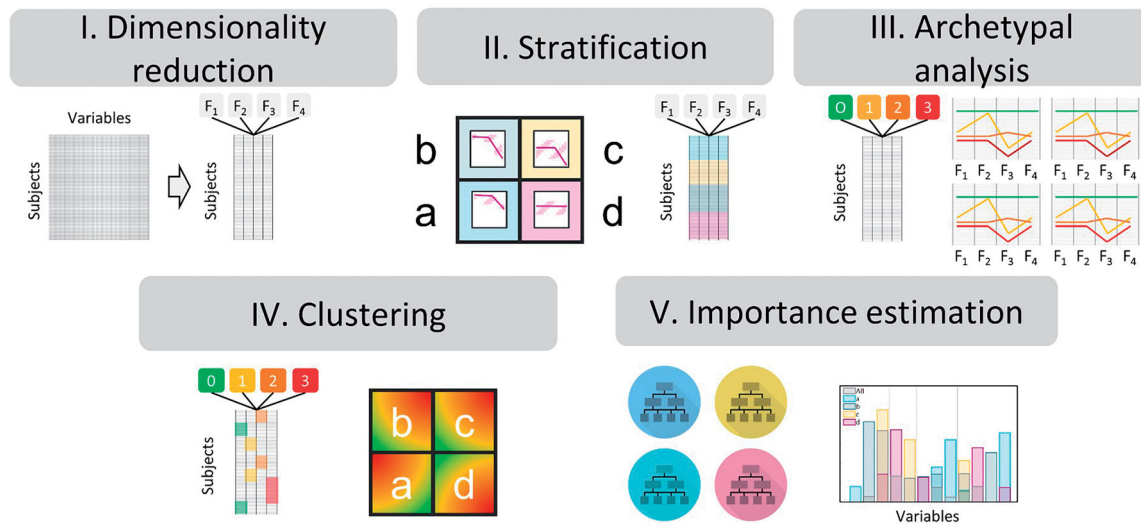 I. Dimensionality
reduction
Variables
Subjects
F1 F2 F3 F4
Subjects
II. Stratification
b
c
a
d
F1 F2 F3 F4
Subjects
III. Archetypal
analysis
0 1 2 3
Subjects
F1 F2 F3 F4
F1 F2 F3 F4
F1 F2 F3 F4
F1 F2 F3 F4
IV. Clustering
0 1 2 3
Subjects
b c
a d
V. Importance estimation
All
a
b
c
d
Variables